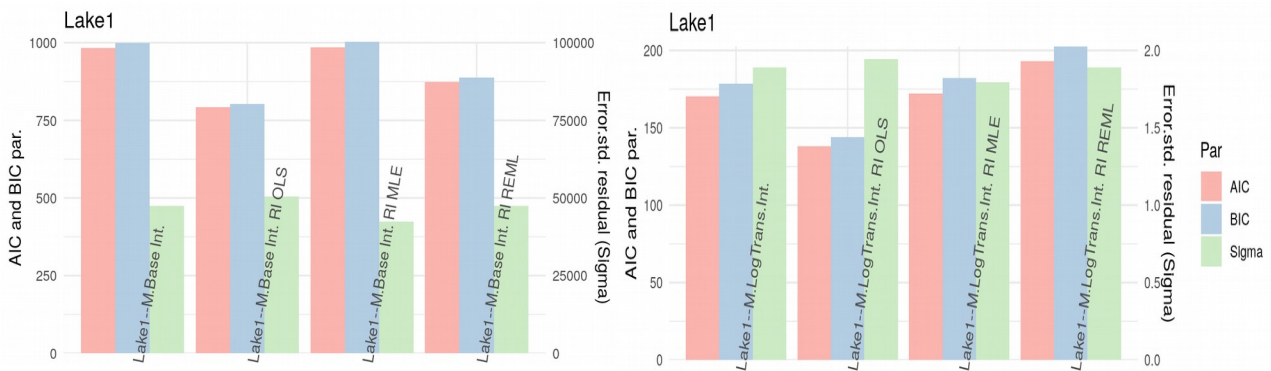 Lake1
1000
750
500
250
0
AIC and BIC par.
Lake1--M.Base Int.
Lake1--M.Base Int. RI OLS
Lake1--M.Base Int. RI MLE
Lake1--M.Base Int. RI REML
100000
75000
50000
25000
0
Error.std. residual (Sigma)
Lake1
200
150
100
50
0
AIC and BIC par.
Lake1--M.LogTrans.Int.
Lake1--M.LogTrans.Int. RI OLS
Lake1--M.LogTrans.Int. RI MLE
Lake1--M.LogTrans.Int. RI REML
2.0
1.5
1.0
0.5
0.0
Error.std. residual (Sigma)
Par
AIC
BIC
Sigma